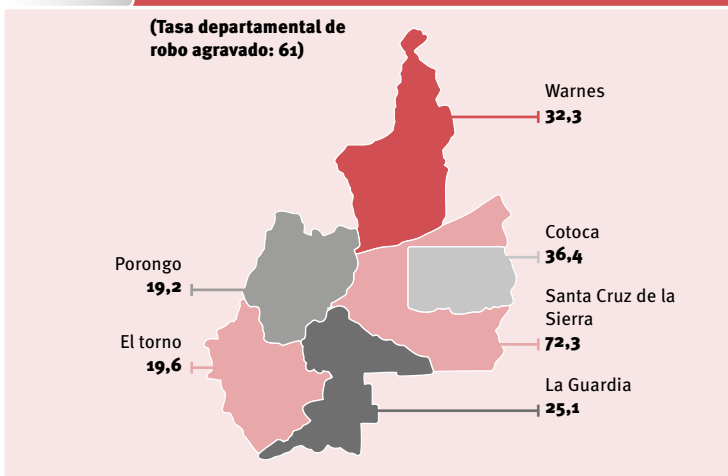 (Tasa departamental de
robo agravado: 61)
Warnes
32,3
Cotoca
36,4
Porongo
19,2
Santa Cruz de la
Sierra
72,3
El torno
19,6
La Guardia
25,1